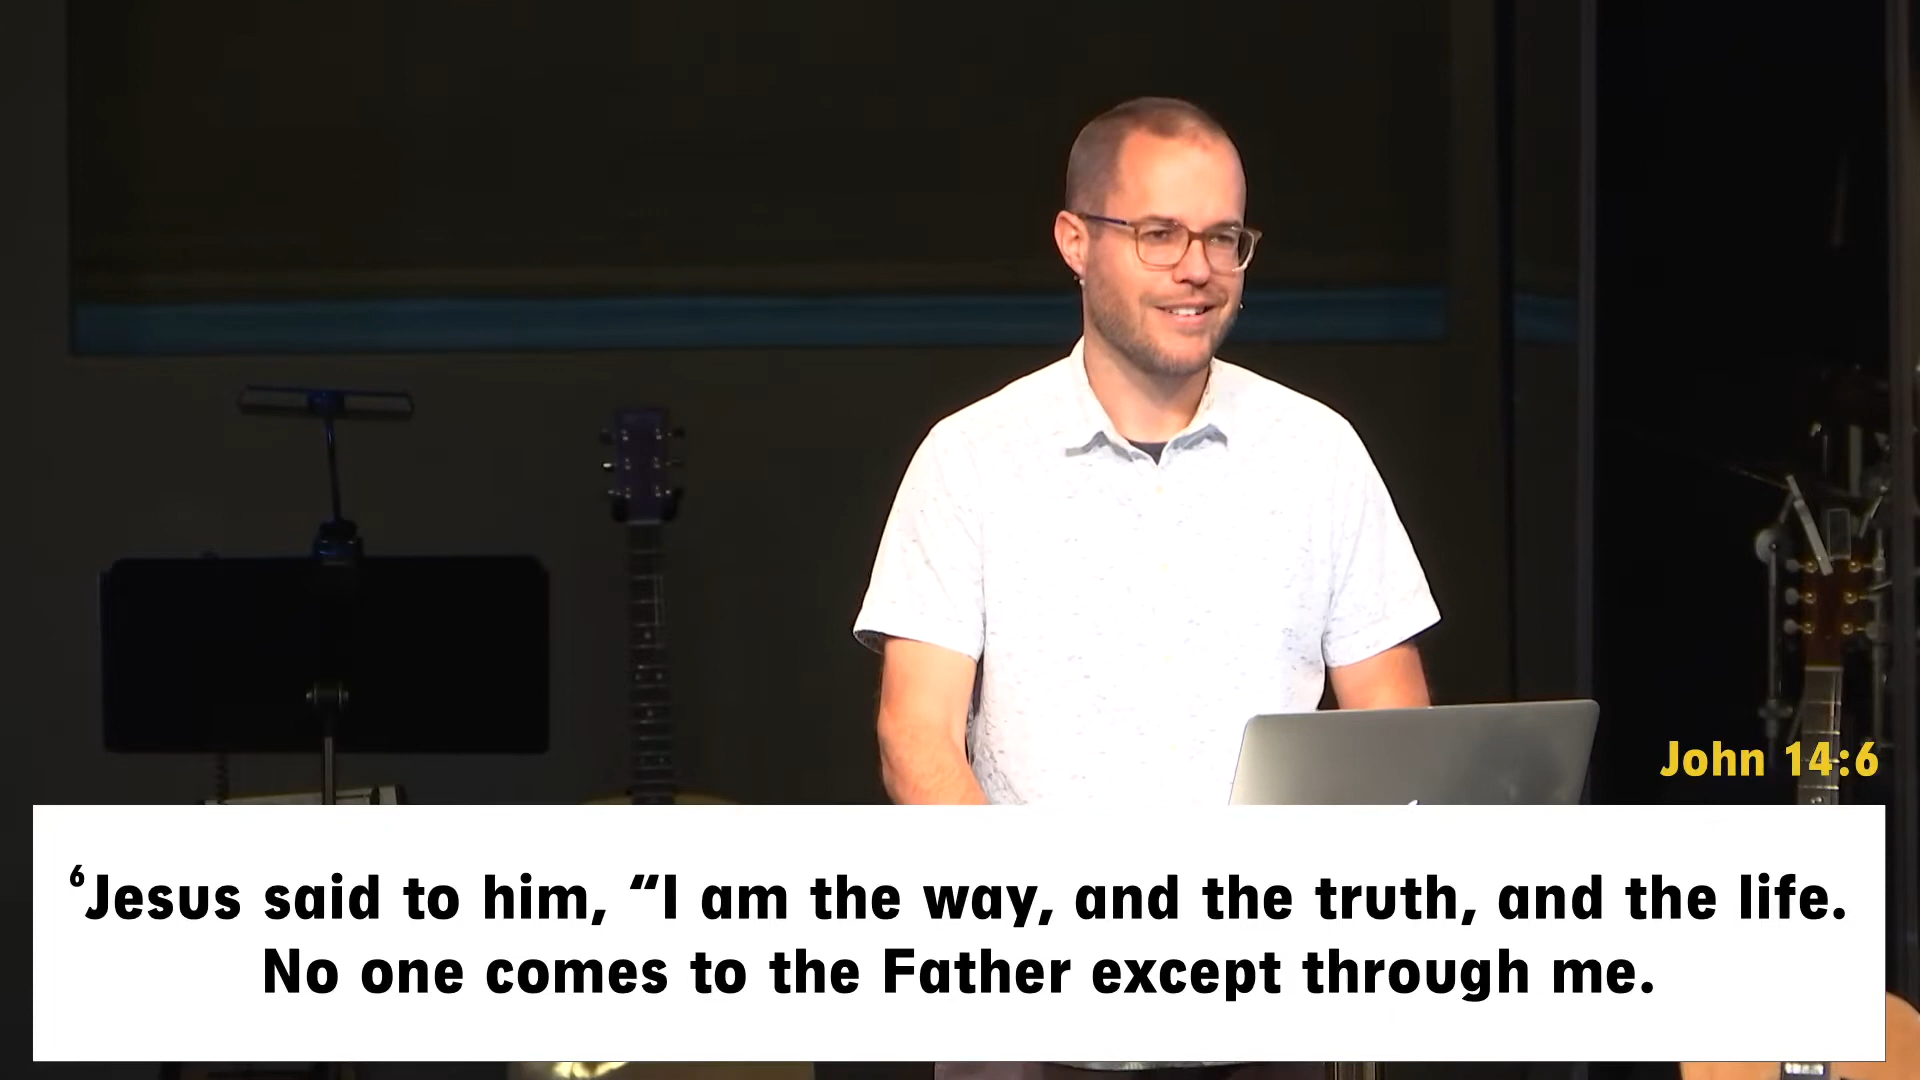 John 14:6
⁶Jesus said to him, “I am the way, and the truth, and the life.
No one comes to the Father except through me.